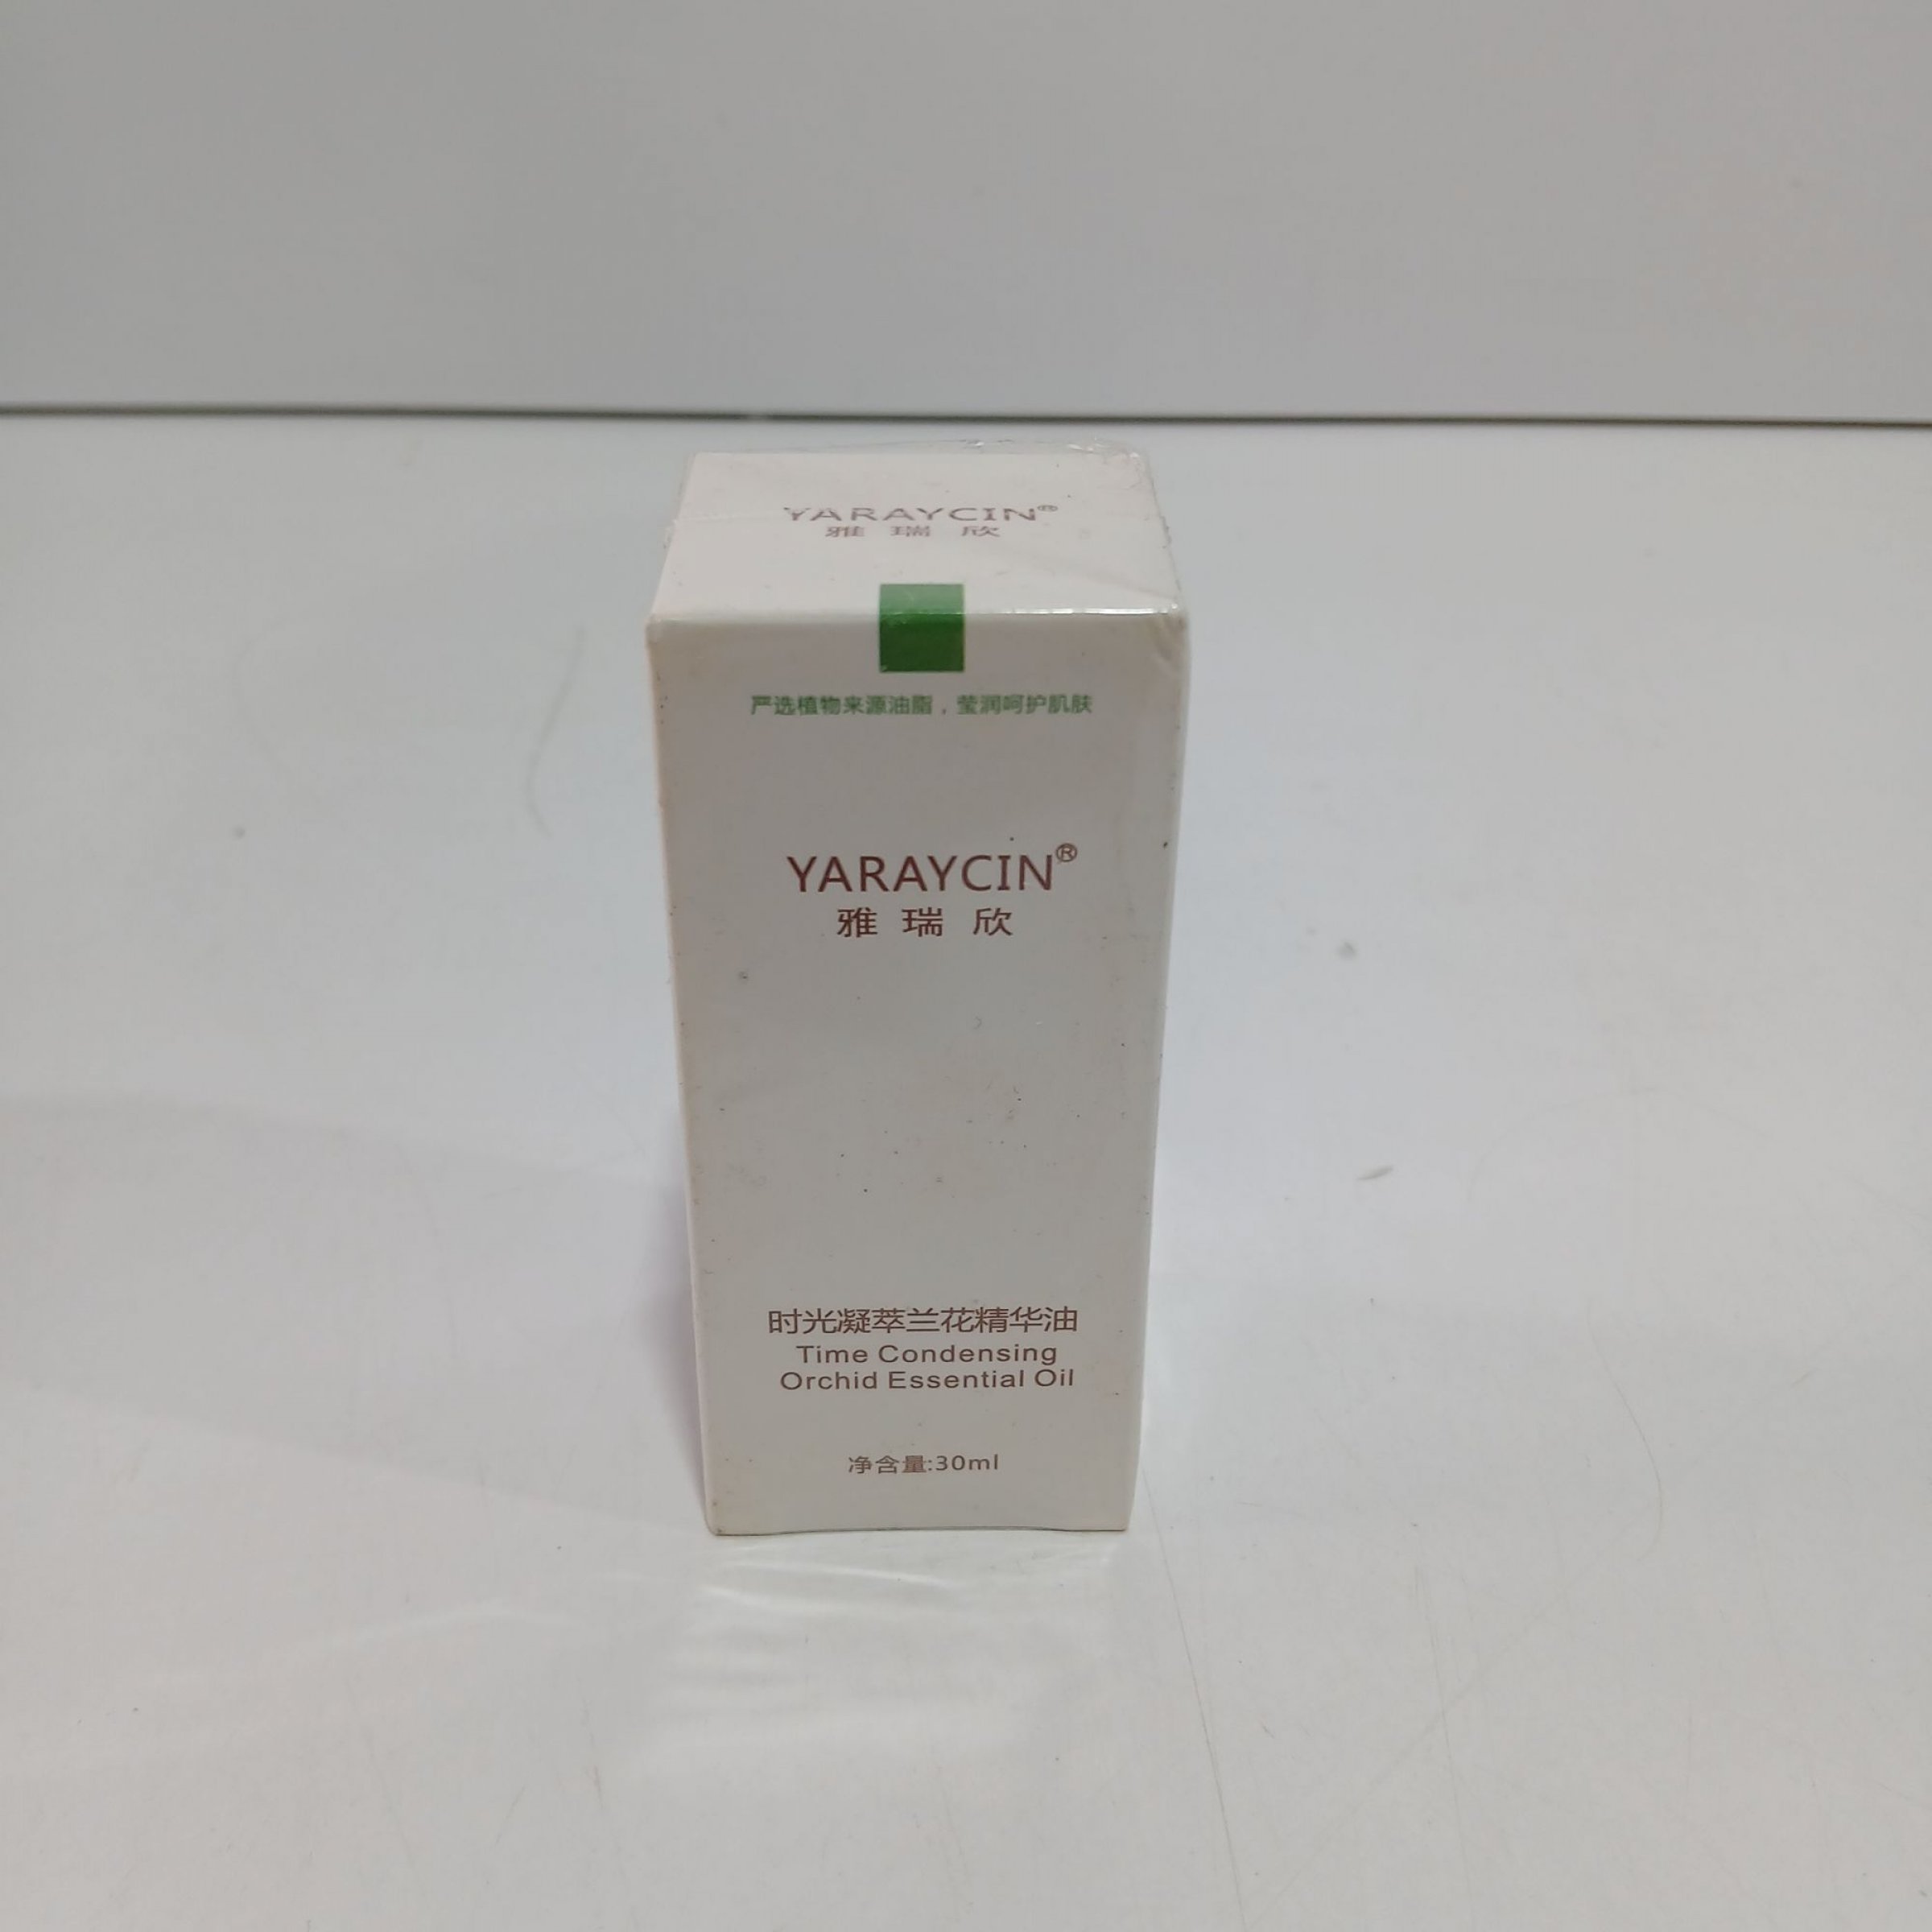 YARAYCIN®
雅瑞欣
严选植物来源油脂，莹润呵护肌肤
YARAYCIN®
雅瑞欣
时光凝萃兰花精华油
Time Condensing
Orchid Essential Oil
净含量:30ml